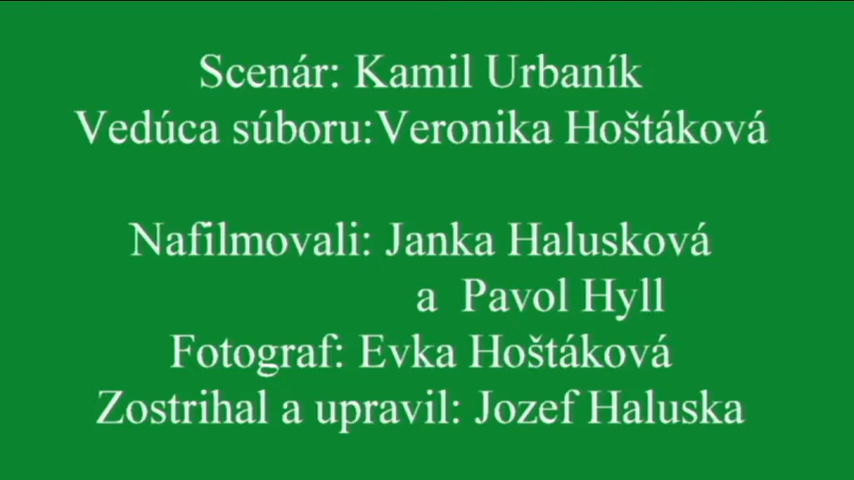 Scenár: Kamil Urbaník
Vedúca súboru:Veronika Hoštáková
Nafilmovali: Janka Halusková
a Pavol Hyll
Fotograf: Evka Hoštáková
Zostrihal a upravil: Jozef Haluska